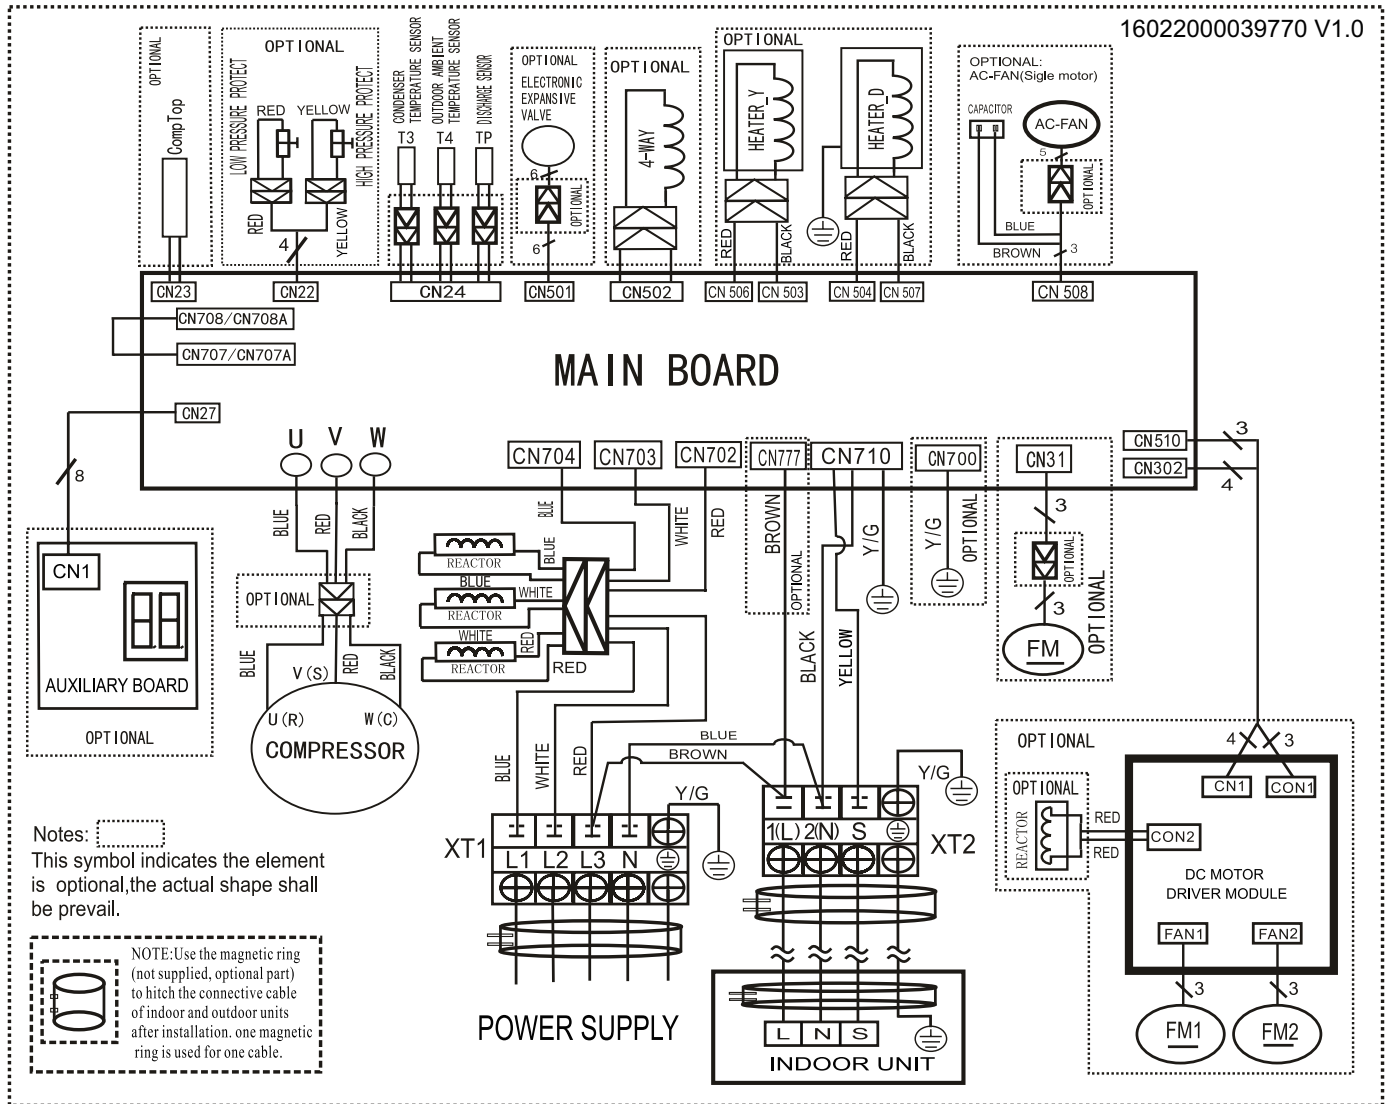 16022000039770 V1.0
OPTIONAL
CompTop
OPTIONAL
LOW PRESSURE PROTECT
RED
YELLOW
HIGH PRESSURE PROTECT
RED
YELLOW
4
CONDENSER
TEMPERATURE SENSOR
T3
OUTDOOR AMBIENT
TEMPERATURE SENSOR
T4
DISCHARGE SENSOR
TP
OPTIONAL
ELECTRONIC
EXPANSIVE
VALVE
6
OPTIONAL
6
OPTIONAL
4-WAY
OPTIONAL
HEATER_Y
HEATER_D
RED
BLACK
RED
BLACK
OPTIONAL:
AC-FAN(Sigle motor)
CAPACITOR
AC-FAN
5
OPTIONAL
BLUE
BROWN
3
CN23
CN22
CN24
CN501
CN502
CN 506
CN 503
CN 504
CN 507
CN 508
CN708/CN708A
CN707/CN707A
MAIN BOARD
CN27
8
U
V
W
CN704
CN703
CN702
CN777
CN710
CN700
CN31
CN510
CN302
3
4
BLUE
RED
BLACK
OPTIONAL
BLUE
RED
BLACK
V(S)
U(R)
W(C)
COMPRESSOR
CN1
AUXILIARY BOARD
OPTIONAL
BLUE
WHITE
RED
REACTOR
BLUE
BLUE
REACTOR
WHITE
WHITE
REACTOR
RED
RED
BROWN
OPTIONAL
BLACK
YELLOW
Y/G
Y/G
OPTIONAL
3
OPTIONAL
3
FM
OPTIONAL
BLUE
WHITE
RED
BLUE
BROWN
Y/G
Y/G
XT1
L1 L2 L3 N
XT2
1(L) 2(N) S
POWER SUPPLY
L N S
INDOOR UNIT
OPTIONAL
4
3
CN1
CON1
OPTIONAL
REACTOR
RED
RED
CON2
DC MOTOR
DRIVER MODULE
FAN1
FAN2
3
3
FM1
FM2
Notes:
This symbol indicates the element
is optional,the actual shape shall
be prevail.
NOTE:Use the magnetic ring
(not supplied, optional part)
to hitch the connective cable
of indoor and outdoor units
after installation. one magnetic
ring is used for one cable.